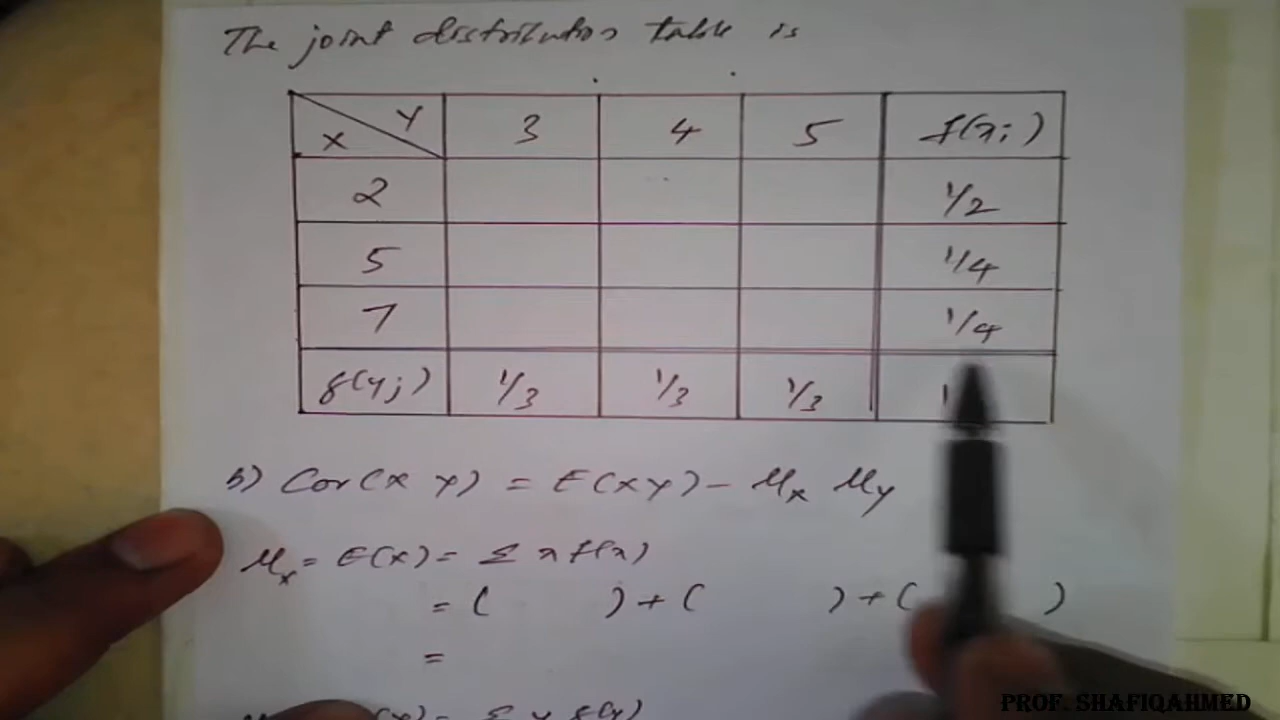 The joint distribution table is
X Y 3 4 5 f(xi)
2 1/2
5 1/4
7 1/4
g(yj) 1/3 1/3 1/3 1
b) Cov(X Y) = E(XY) - μx μy
μx = E(X) = Σ x f(x)
= ( ) + ( ) + ( )
=
= Σ y g(y)
PROF. SHAFIQAHMED